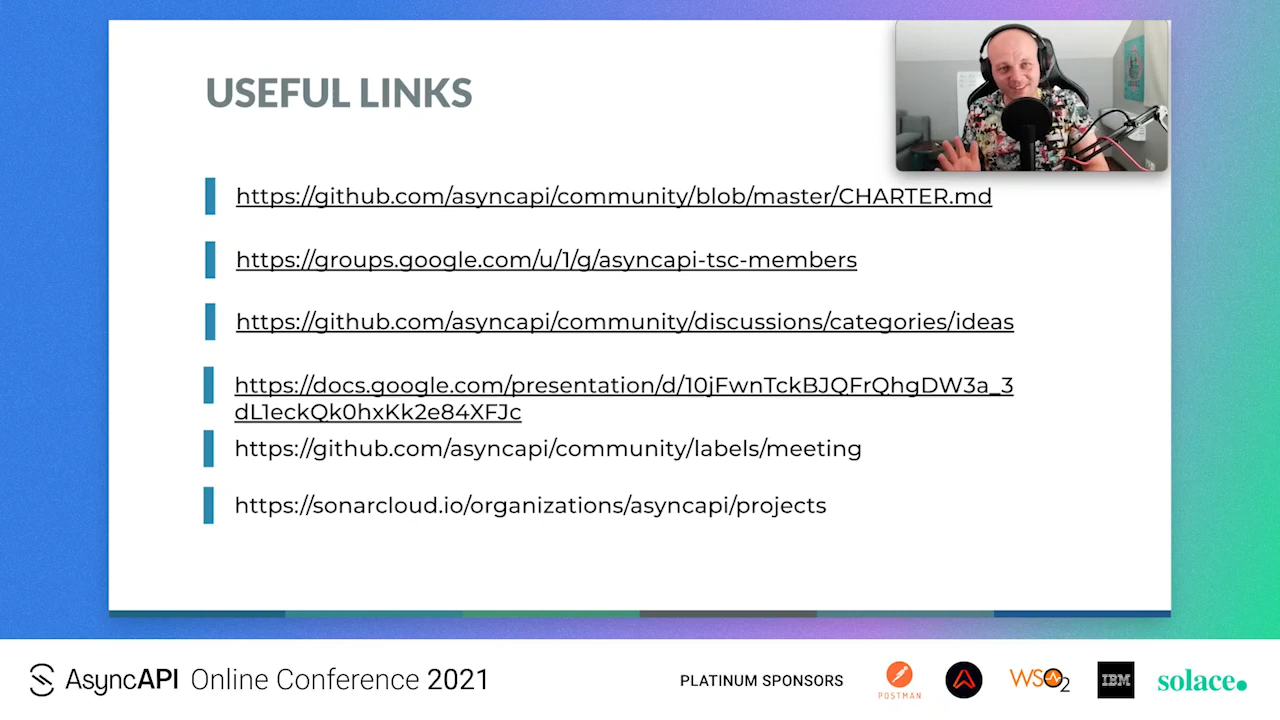 USEFUL LINKS
https://github.com/asyncapi/community/blob/master/CHARTER.md
https://groups.google.com/u/1/g/asyncapi-tsc-members
https://github.com/asyncapi/community/discussions/categories/ideas
https://docs.google.com/presentation/d/10jFwnTckBJQFrQhgDW3a_3
dL1eckQk0hxKk2e84XFJc
https://github.com/asyncapi/community/labels/meeting
https://sonarcloud.io/organizations/asyncapi/projects
AsyncAPI Online Conference 2021
PLATINUM SPONSORS
POSTMAN
WSO2
IBM
solace.